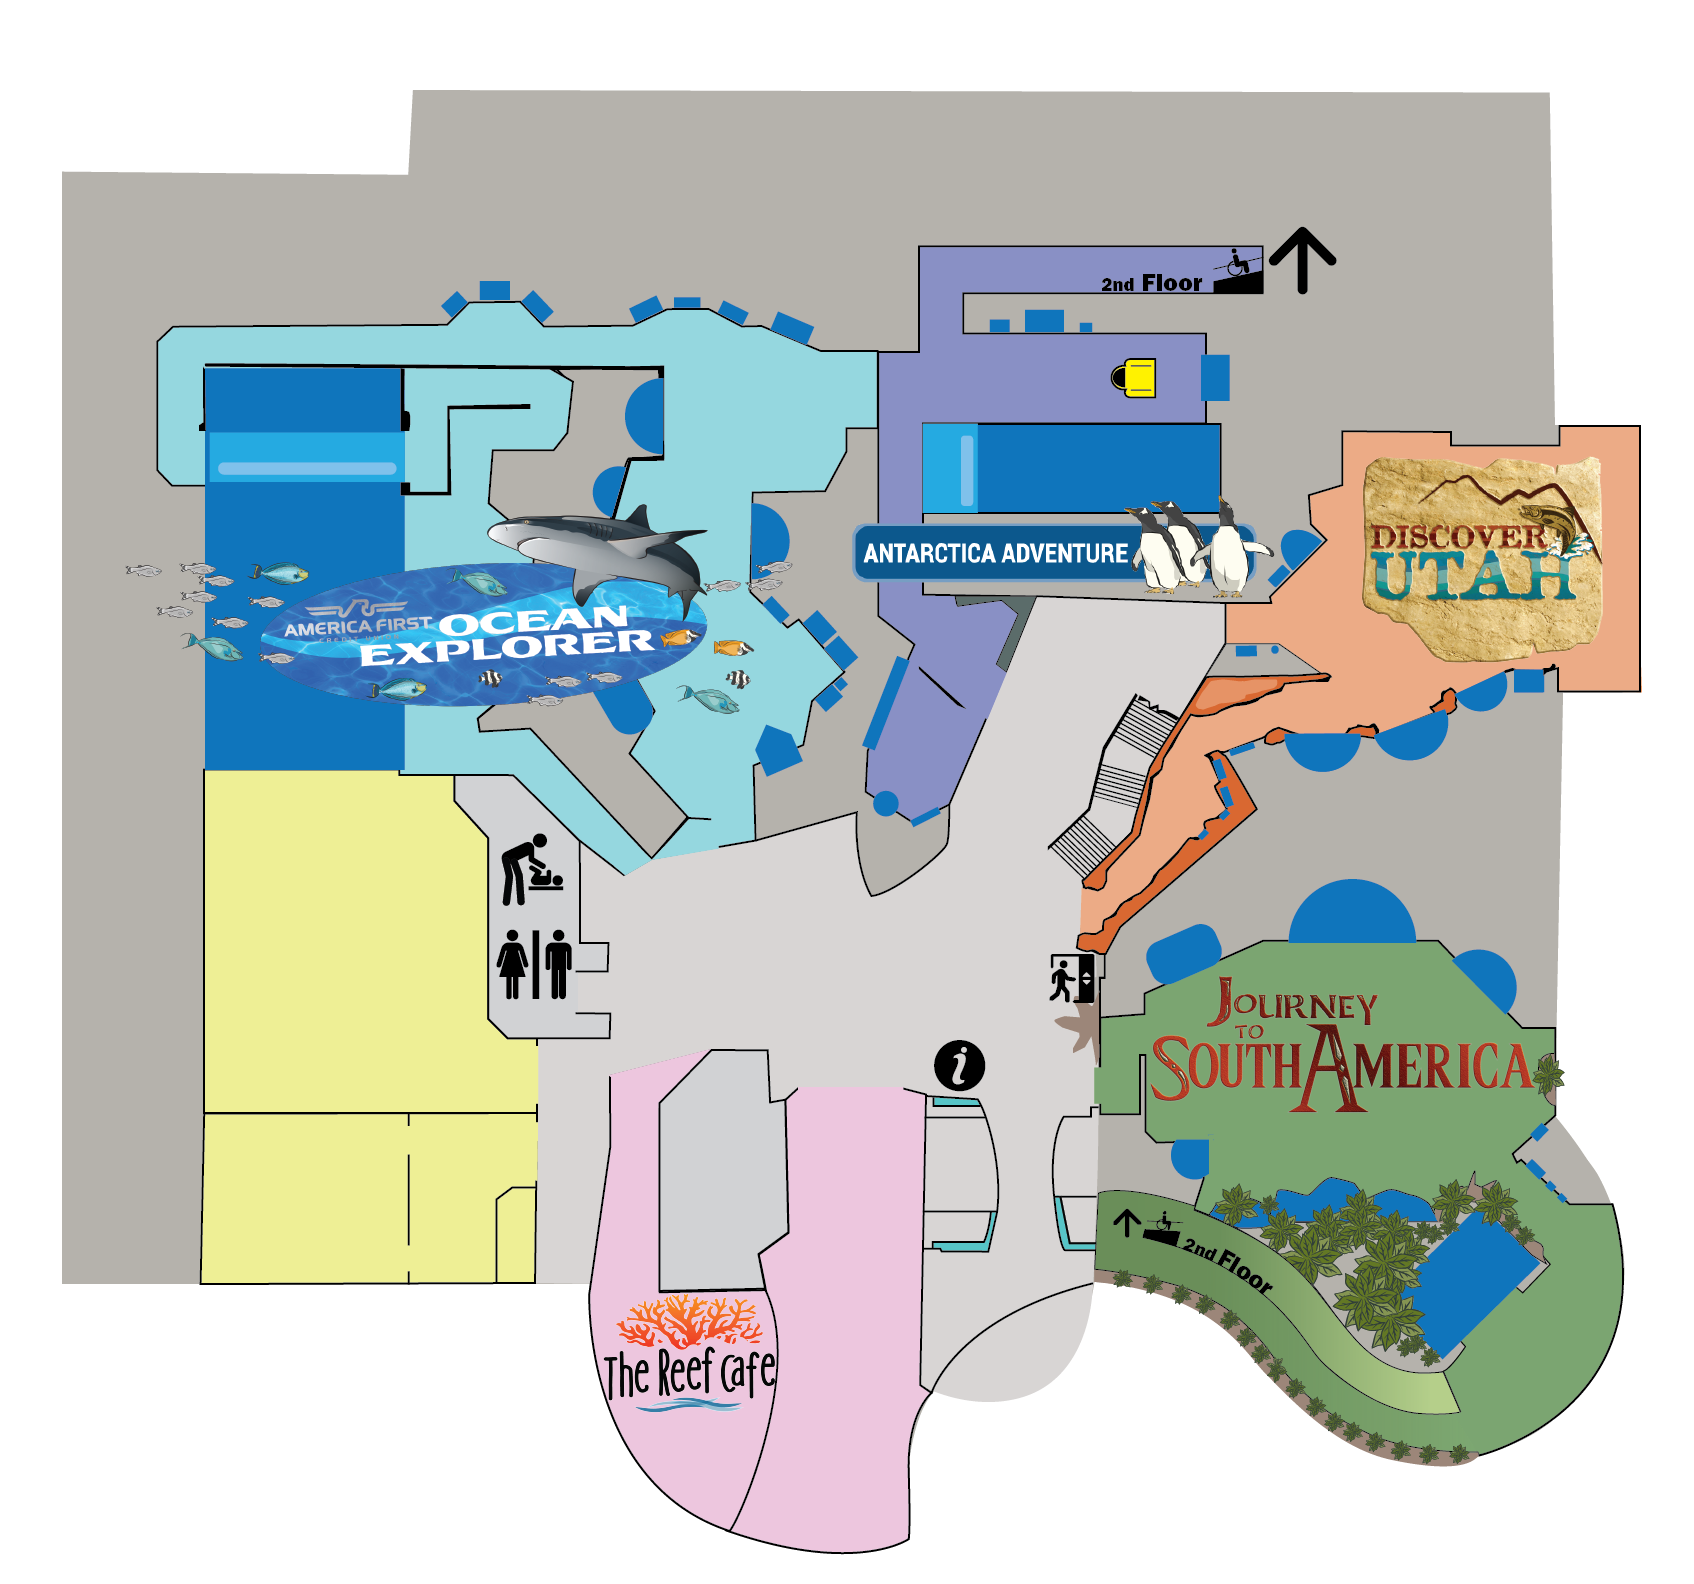 2nd Floor
ANTARCTICA ADVENTURE
DISCOVER
UTAH
AMERICA FIRST
CREDIT UNION
OCEAN
EXPLORER
JOURNEY
TO
SOUTH AMERICA
i
2nd Floor
The Reef Cafe